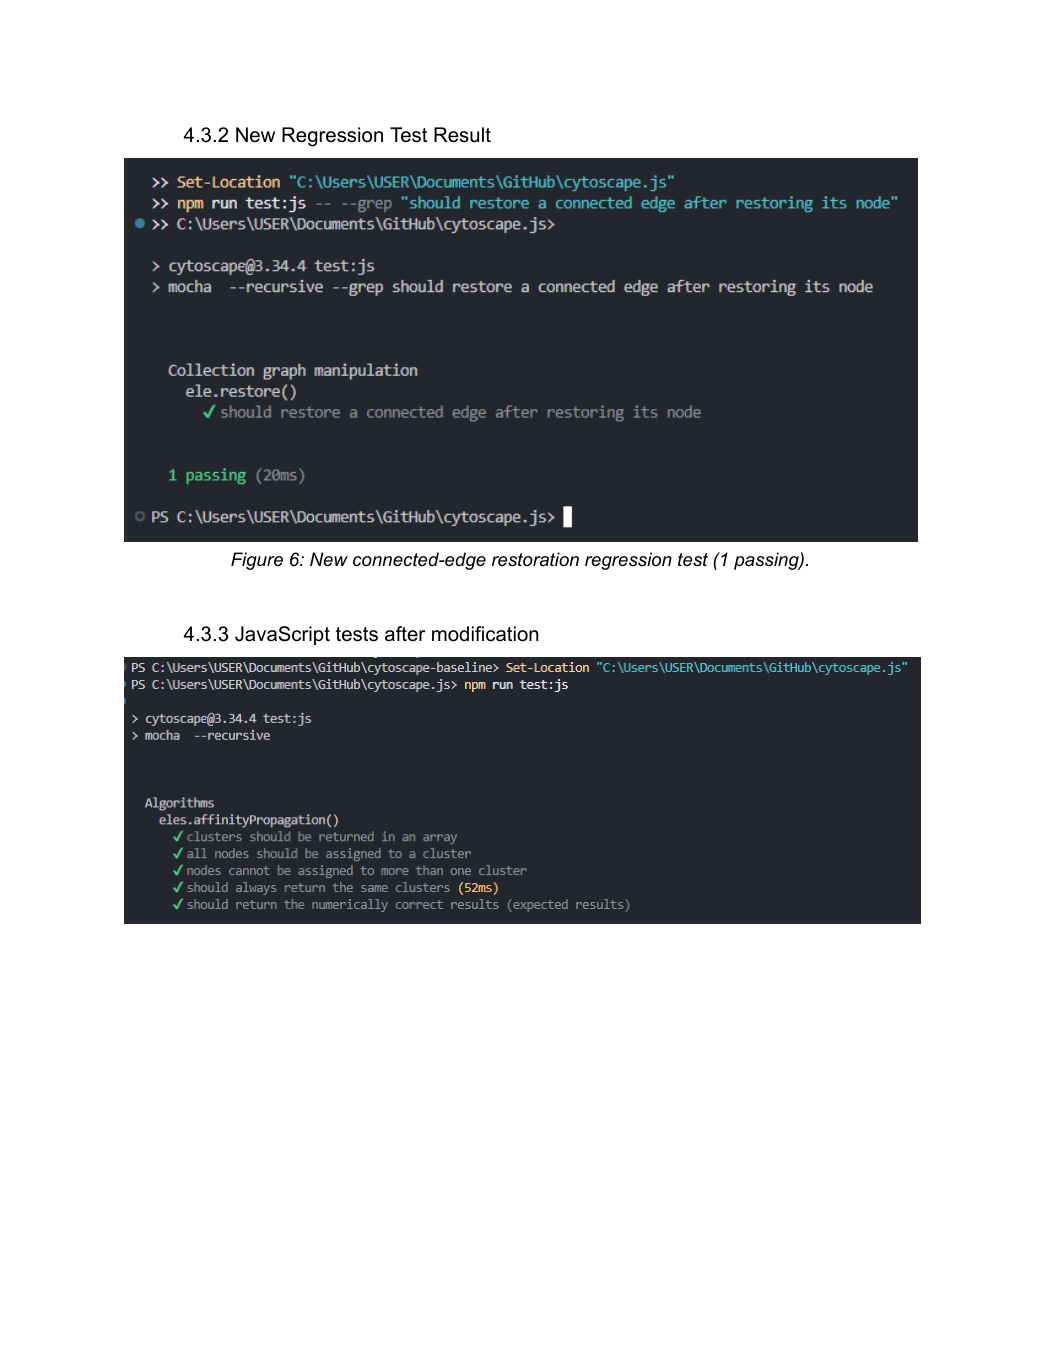 4.3.2 New Regression Test Result
>> Set-Location "C:\Users\USER\Documents\GitHub\cytoscape.js"
>> npm run test:js -- --grep "should restore a connected edge after restoring its node"
>> C:\Users\USER\Documents\GitHub\cytoscape.js>
> cytoscape@3.34.4 test:js
> mocha  --recursive --grep should restore a connected edge after restoring its node
Collection graph manipulation
ele.restore()
✓ should restore a connected edge after restoring its node
1 passing (20ms)
PS C:\Users\USER\Documents\GitHub\cytoscape.js>
Figure 6: New connected-edge restoration regression test (1 passing).
4.3.3 JavaScript tests after modification
PS C:\Users\USER\Documents\GitHub\cytoscape-baseline> Set-Location "C:\Users\USER\Documents\GitHub\cytoscape.js"
PS C:\Users\USER\Documents\GitHub\cytoscape.js> npm run test:js
> cytoscape@3.34.4 test:js
> mocha  --recursive
Algorithms
eles.affinityPropagation()
✓ clusters should be returned in an array
✓ all nodes should be assigned to a cluster
✓ nodes cannot be assigned to more than one cluster
✓ should always return the same clusters (52ms)
✓ should return the numerically correct results (expected results)